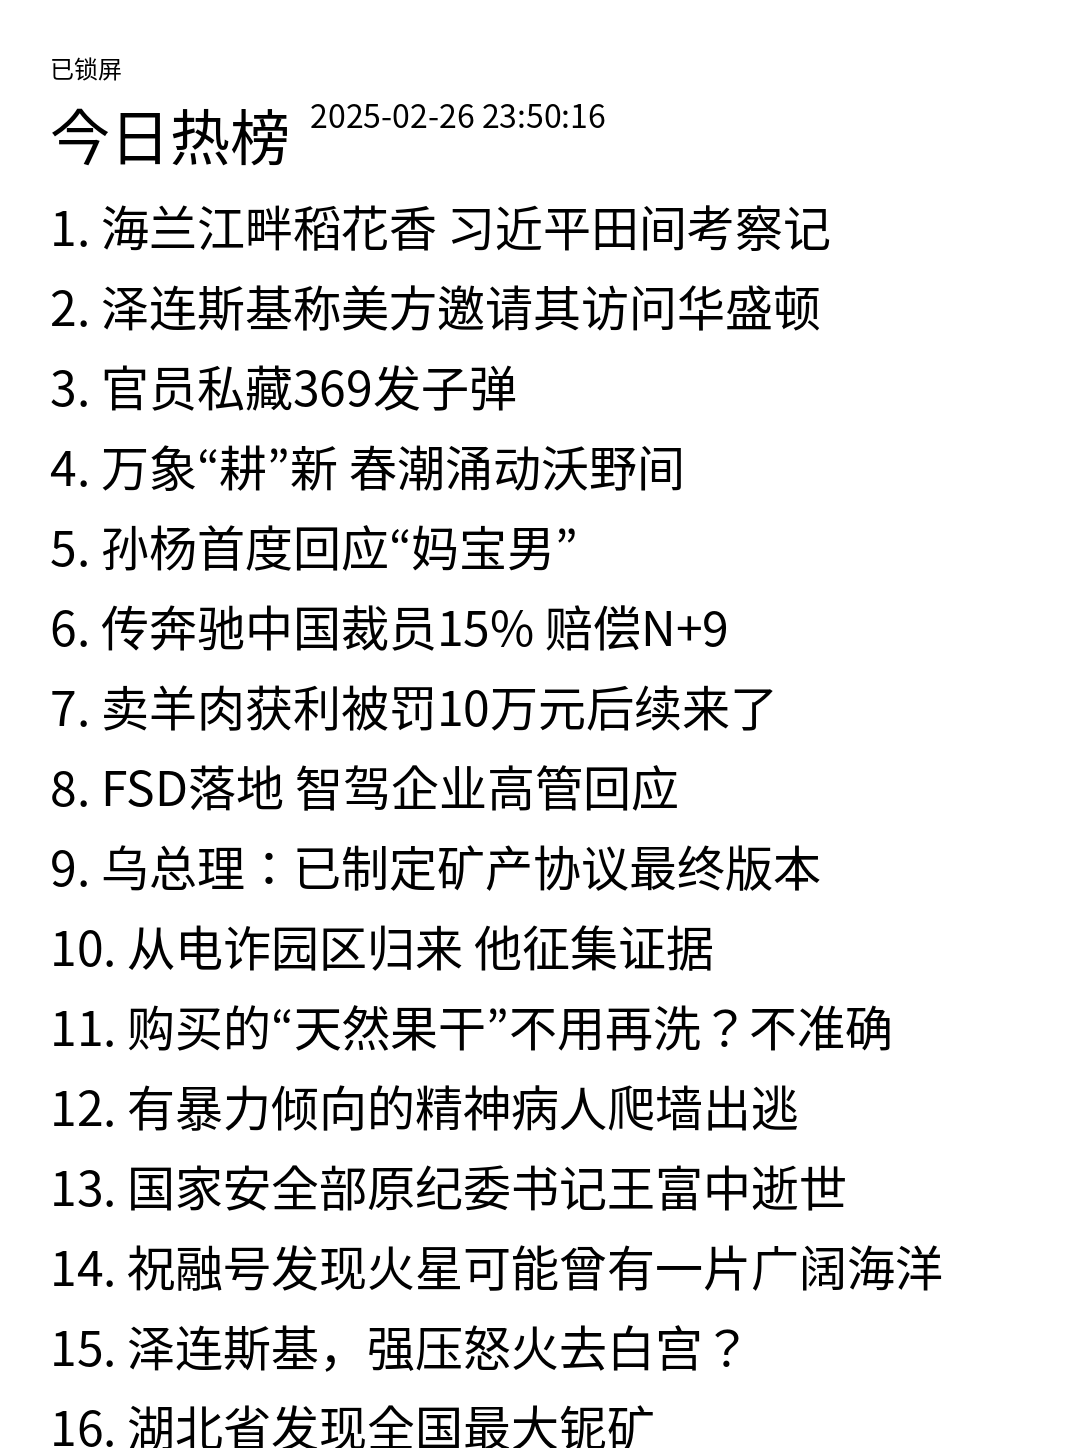 已锁屏
今日热榜 2025-02-26 23:50:16
1. 海兰江畔稻花香 习近平田间考察记
2. 泽连斯基称美方邀请其访问华盛顿
3. 官员私藏369发子弹
4. 万象“耕”新 春潮涌动沃野间
5. 孙杨首度回应“妈宝男”
6. 传奔驰中国裁员15% 赔偿N+9
7. 卖羊肉获利被罚10万元后续来了
8. FSD落地 智驾企业高管回应
9. 乌总理：已制定矿产协议最终版本
10. 从电诈园区归来 他征集证据
11. 购买的“天然果干”不用再洗？不准确
12. 有暴力倾向的精神病人爬墙出逃
13. 国家安全部原纪委书记王富中逝世
14. 祝融号发现火星可能曾有一片广阔海洋
15. 泽连斯基，强压怒火去白宫？
16. 湖北省发现全国最大铌矿